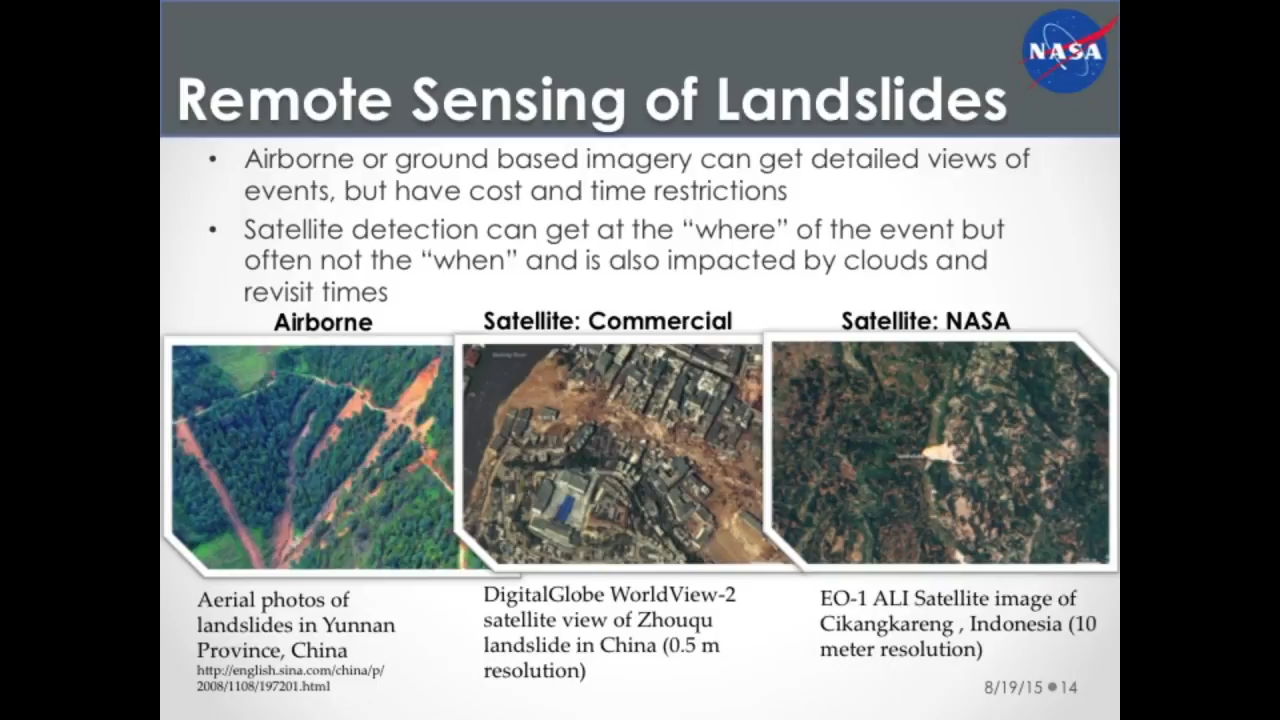 NASA
Remote Sensing of Landslides
• Airborne or ground based imagery can get detailed views of
events, but have cost and time restrictions
• Satellite detection can get at the “where” of the event but
often not the “when” and is also impacted by clouds and
revisit times
Airborne
Satellite: Commercial
Satellite: NASA
Aerial photos of
landslides in Yunnan
Province, China
http://english.sina.com/china/p/
2008/1108/197201.html
DigitalGlobe WorldView-2
satellite view of Zhouqu
landslide in China (0.5 m
resolution)
EO-1 ALI Satellite image of
Cikangkareng , Indonesia (10
meter resolution)
8/19/15 ● 14